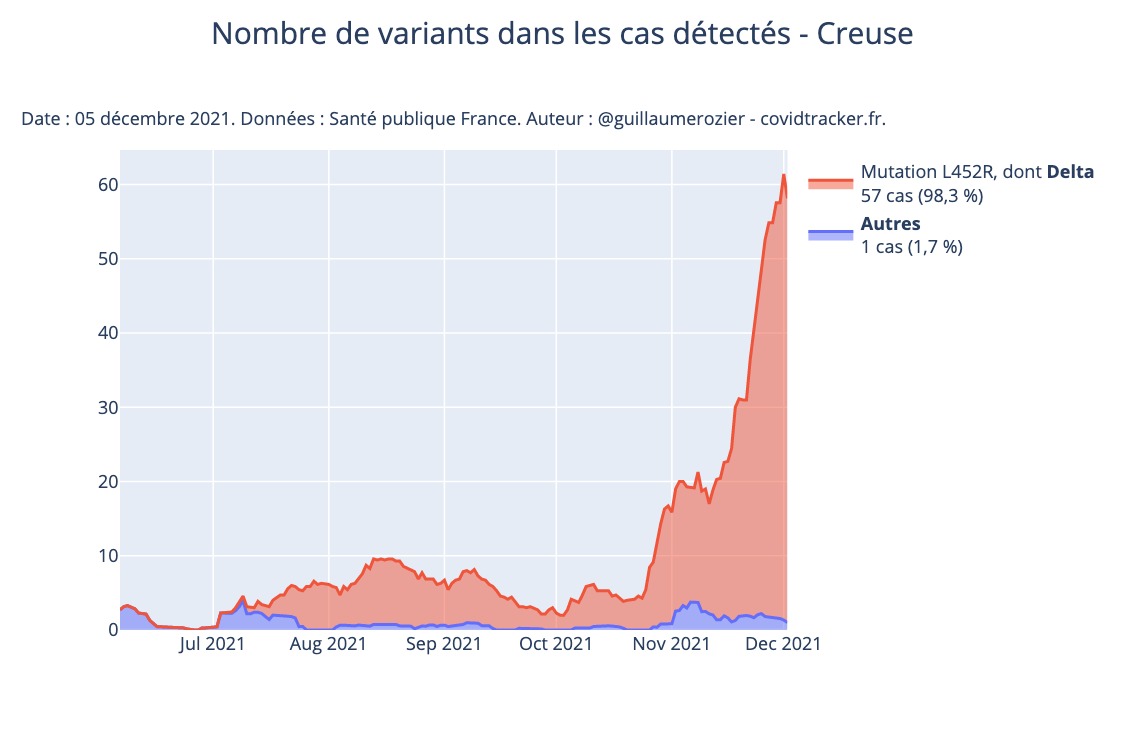 Nombre de variants dans les cas détectés - Creuse
Date : 05 décembre 2021. Données : Santé publique France. Auteur : @guillaumerozier - covidtracker.fr.
Mutation L452R, dont Delta
57 cas (98,3 %)
Autres
1 cas (1,7 %)
60
50
40
30
20
10
0
Jul 2021 Aug 2021 Sep 2021 Oct 2021 Nov 2021 Dec 2021